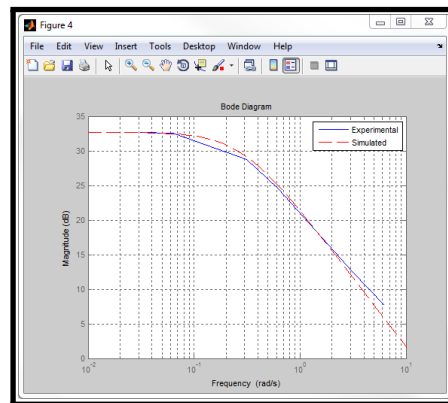 Figure 4
File Edit View Insert Tools Desktop Window Help
Bode Diagram
Experimental
Simulated
Magnitude (dB)
35
30
25
20
15
10
5
0
10^-2 10^-1 10^0 10^1
Frequency (rad/s)